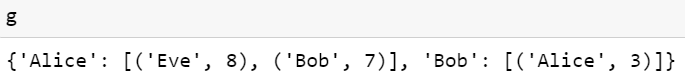 g
{'Alice': [('Eve', 8), ('Bob', 7)], 'Bob': [('Alice', 3)]}